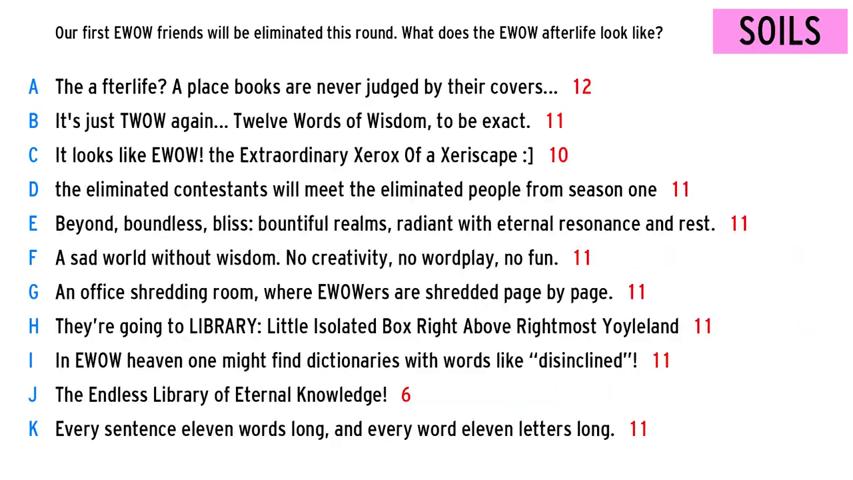 Our first EWOW friends will be eliminated this round. What does the EWOW afterlife look like?
SOILS
A The a fterlife? A place books are never judged by their covers... 12
B It's just TWOW again... Twelve Words of Wisdom, to be exact. 11
C It looks like EWOW! the Extraordinary Xerox Of a Xeriscape :] 10
D the eliminated contestants will meet the eliminated people from season one 11
E Beyond, boundless, bliss: bountiful realms, radiant with eternal resonance and rest. 11
F A sad world without wisdom. No creativity, no wordplay, no fun. 11
G An office shredding room, where EWOWers are shredded page by page. 11
H They’re going to LIBRARY: Little Isolated Box Right Above Rightmost Yoyleland 11
I In EWOW heaven one might find dictionaries with words like “disinclined”! 11
J The Endless Library of Eternal Knowledge! 6
K Every sentence eleven words long, and every word eleven letters long. 11